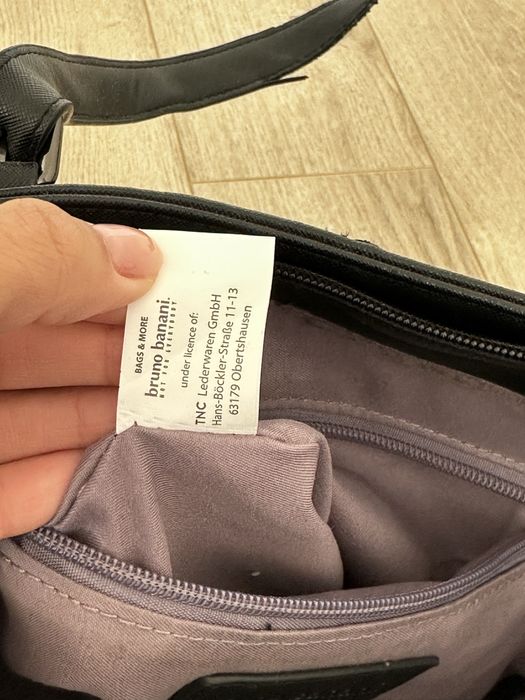 BAGS & MORE
bruno banani.
NOT FOR EVERYBODY
under licence of:
TNC Lederwaren GmbH
Hans-Böckler-Straße 11-13
63179 Obertshausen